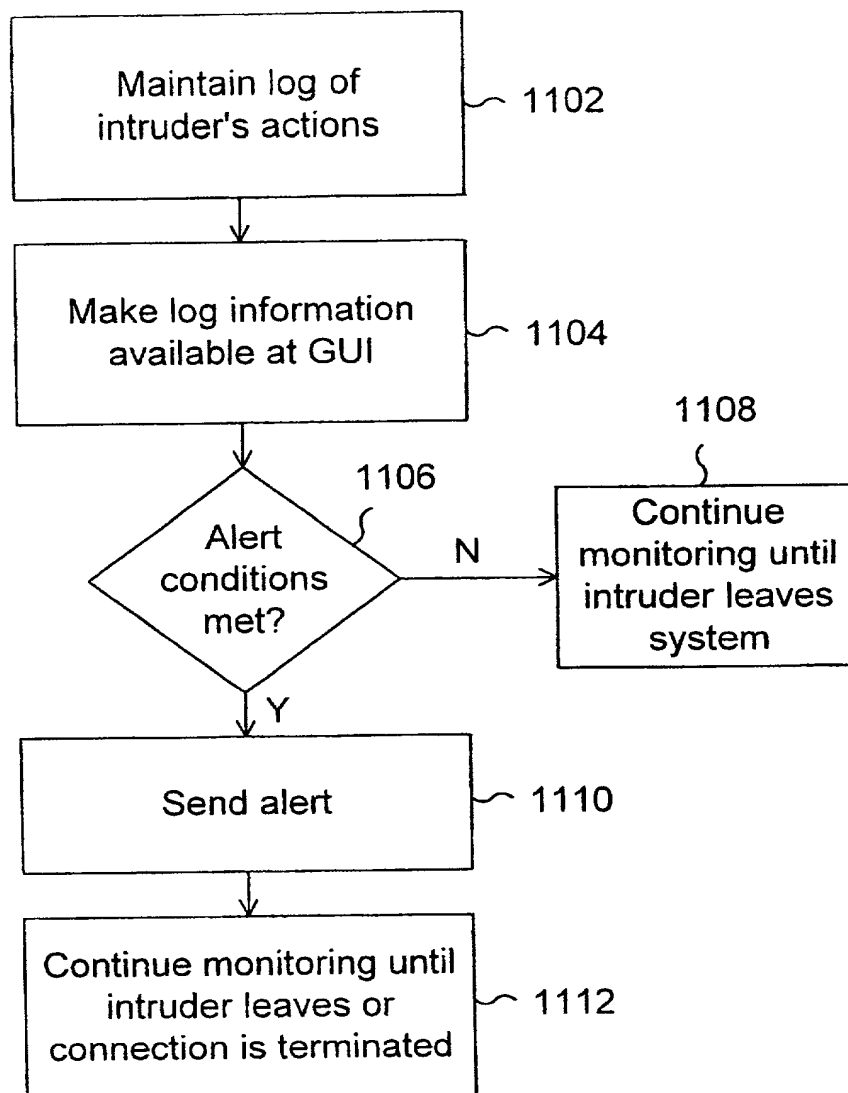 Maintain log of
intruder's actions
1102
Make log information
available at GUI
1104
1106
Alert
conditions
met?
N
1108
Continue
monitoring until
intruder leaves
system
Y
Send alert
1110
Continue monitoring until
intruder leaves or
connection is terminated
1112